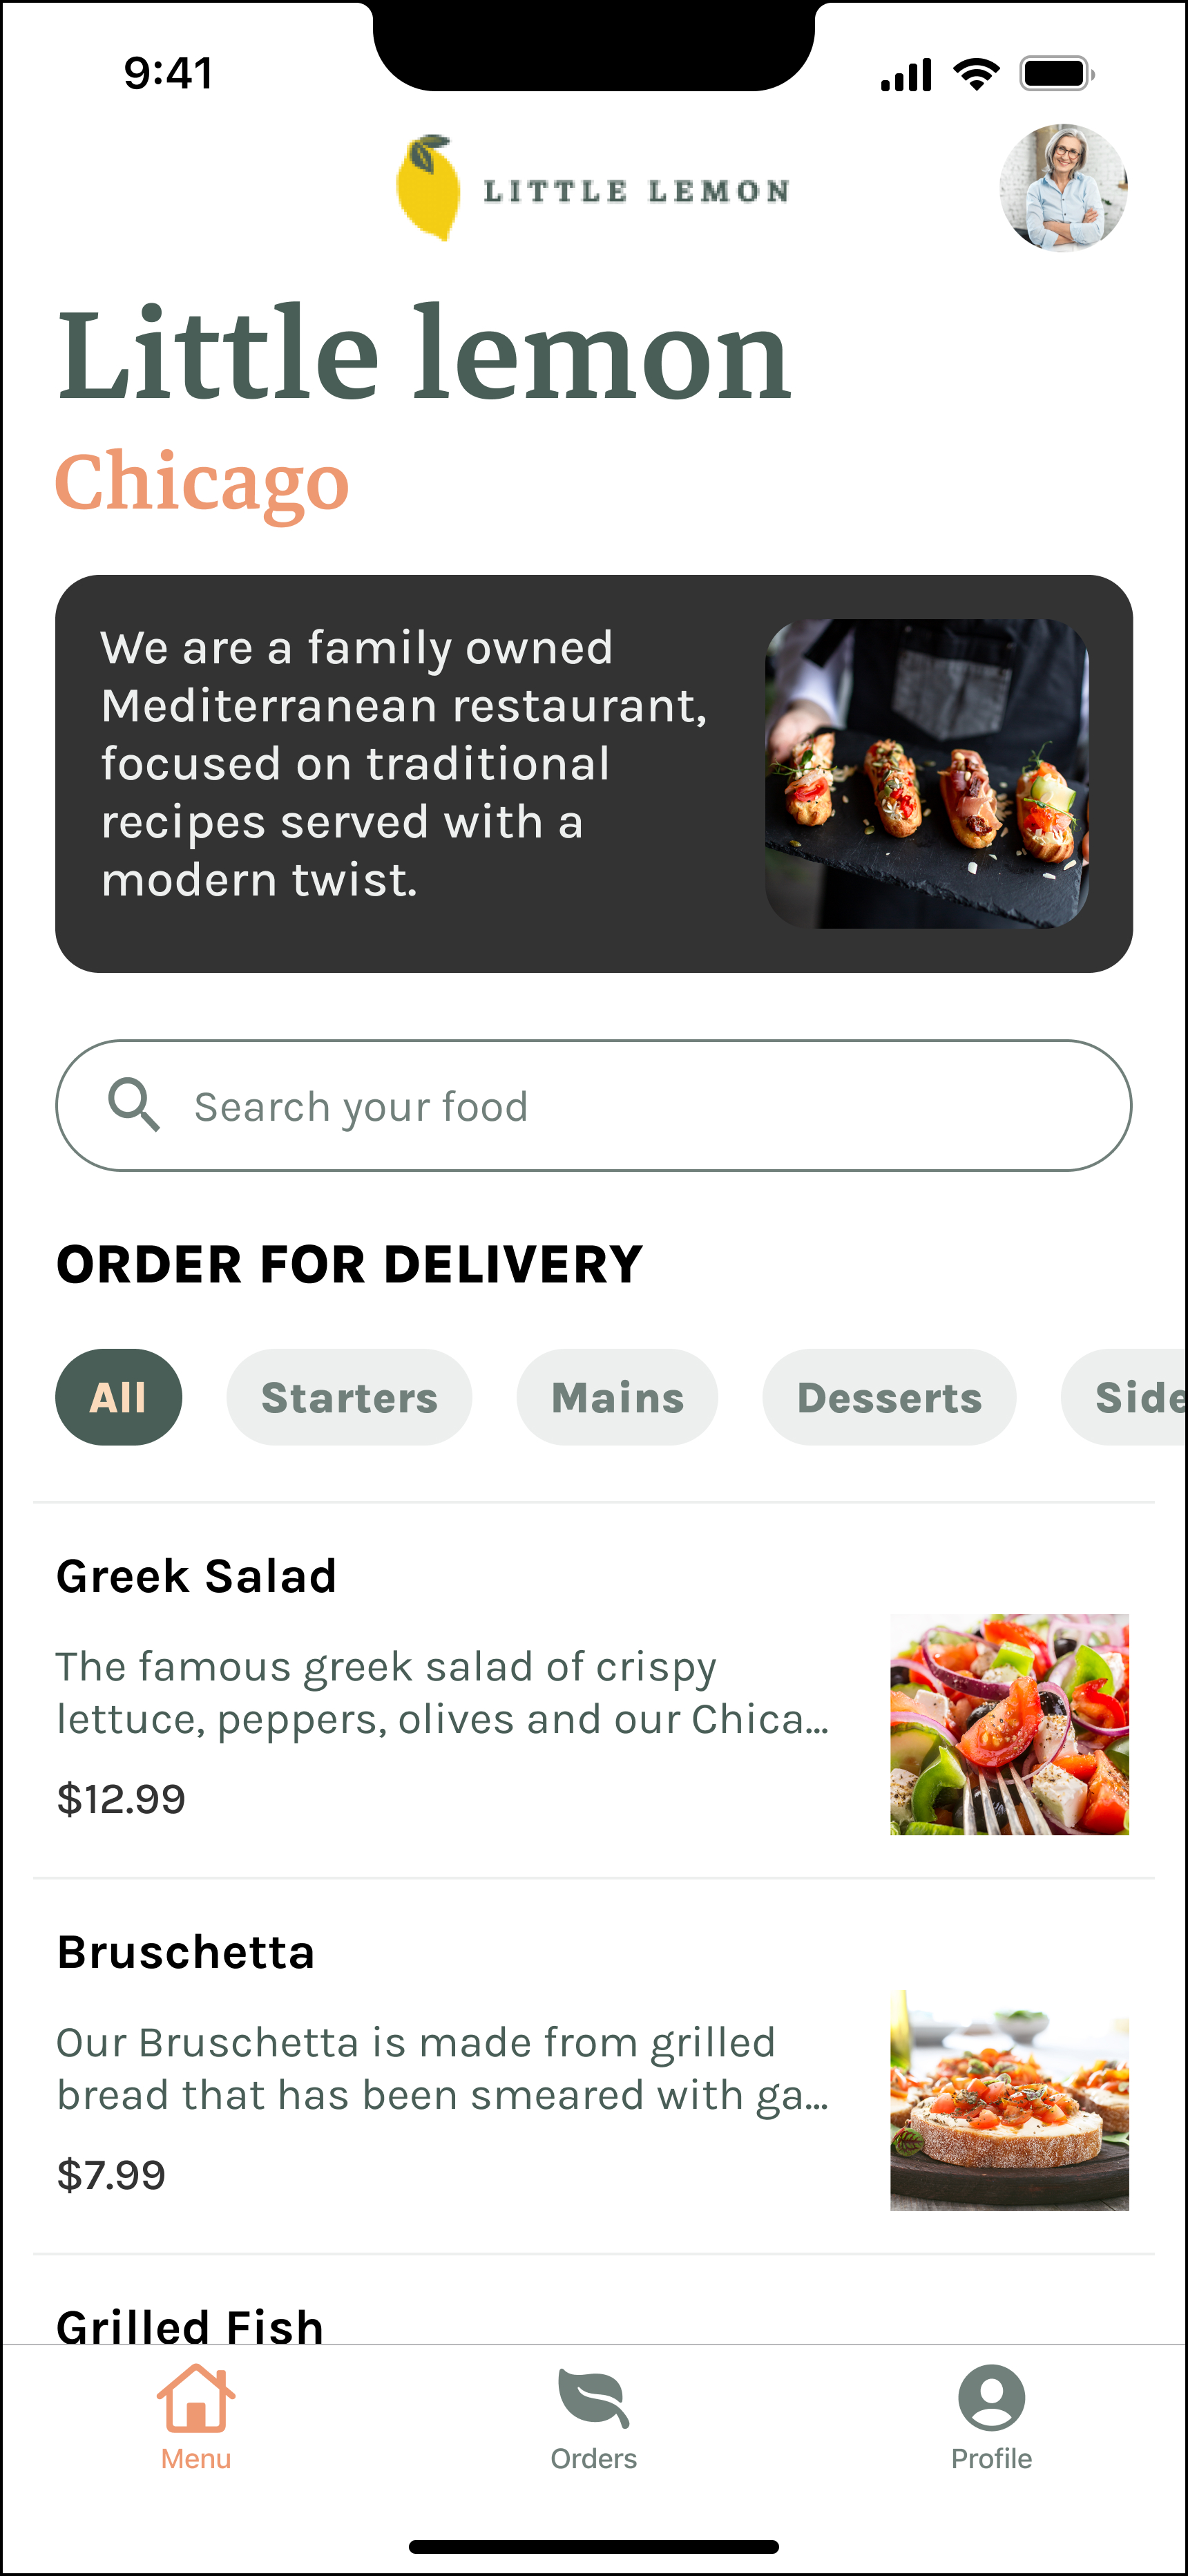 9:41
LITTLE LEMON
Little lemon
Chicago
We are a family owned
Mediterranean restaurant,
focused on traditional
recipes served with a
modern twist.
Search your food
ORDER FOR DELIVERY
All Starters Mains Desserts Side
Greek Salad
The famous greek salad of crispy
lettuce, peppers, olives and our Chica...
$12.99
Bruschetta
Our Bruschetta is made from grilled
bread that has been smeared with ga...
$7.99
Grilled Fish
Menu Orders Profile